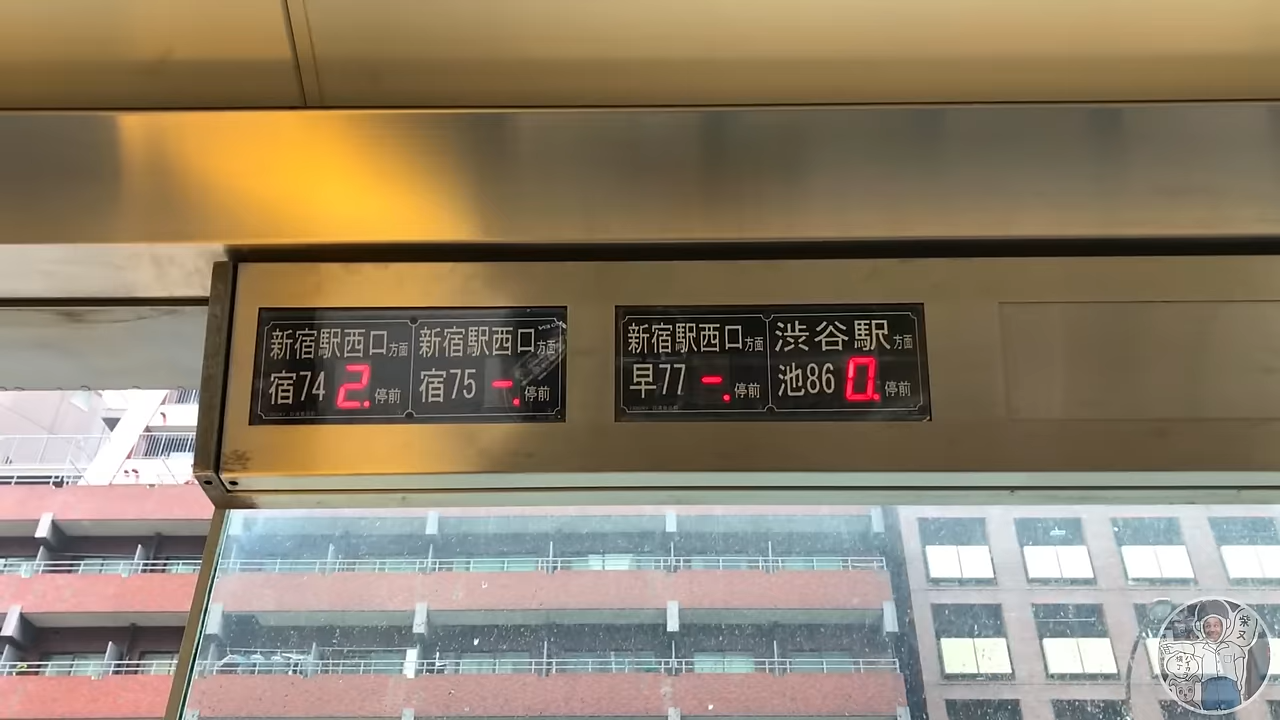 新宿駅西口方面 新宿駅西口方面
宿74 2. 停前 宿75 -. 停前
新宿駅西口方面 渋谷駅方面
早77 -. 停前 池86 0. 停前